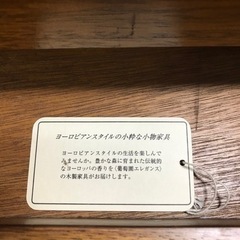 ヨーロピアンスタイルの小粋な小物家具
ヨーロピアンスタイルの生活を楽しんで
みませんか。豊かな森に育まれた伝統的
なヨーロッパの香りを〈葡萄園エレガンス〉
の木製家具がお届けします。